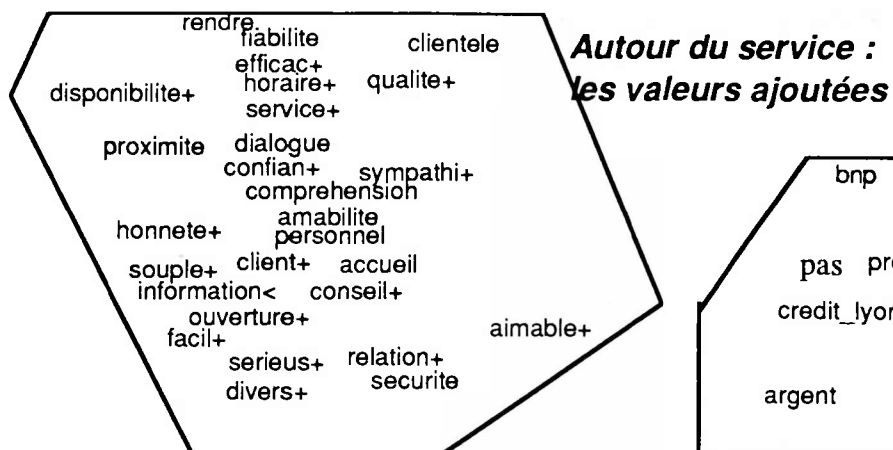 rendre
fiabilite
clientele
efficac+
horaire+ qualite+
disponibilite+
service+
proximite dialogue
confian+ sympathi+
comprehension
amabilite
honnete+ personnel
souple+ client+ accueil
information< conseil+
ouverture+
facil+ aimable+
serieus+ relation+
divers+ securite
Autour du service :
les valeurs ajoutées
bnp
pas pr
credit_lyon
argent